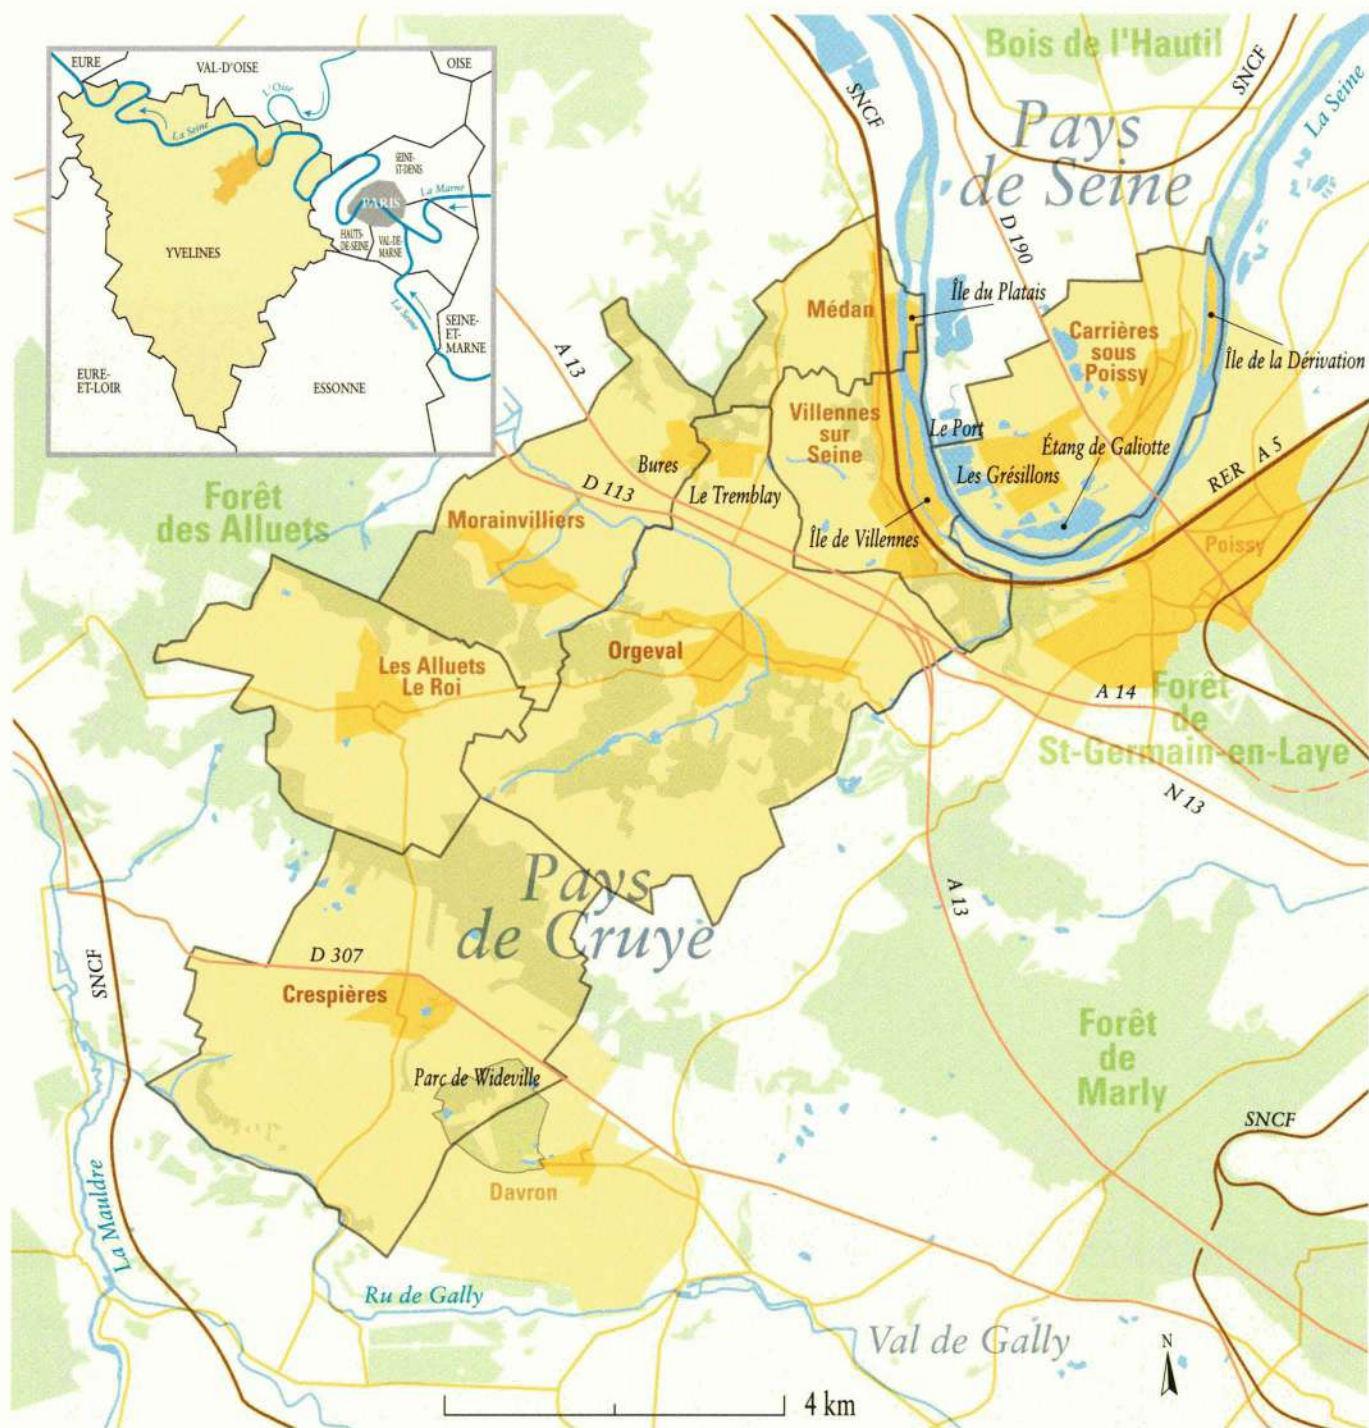 EURE
VAL-D'OISE
OISE
L'Oise
La Seine
SEINE-
ST-DENIS
La Marne
PARIS
HAUTS-
DE-SEINE
VAL-DE-
MARNE
YVELINES
La Seine
SEINE-
ET-
MARNE
EURE-
ET-LOIR
ESSONNE
Bois de l'Hautil
SNCF
SNCF
La Seine
Pays
de Seine
D 190
Île du Platais
Médan
Carrières
sous
Poissy
Île de la Dérivation
A 13
Villennes
sur
Seine
Le Port
Étang de Galiotte
RER A 5
Bures
Les Grésillons
D 113
Le Tremblay
Forêt
des Alluets
Morainvilliers
Île de Villennes
Poissy
Orgeval
Les Alluets
Le Roi
A 14
Forêt
de
St-Germain-en-Laye
N 13
Pays
de Cruye
A 13
D 307
SNCF
Crespières
Forêt
de
Marly
Parc de Wideville
SNCF
Davron
La Mauldre
Ru de Gally
Val de Gally
N
4 km